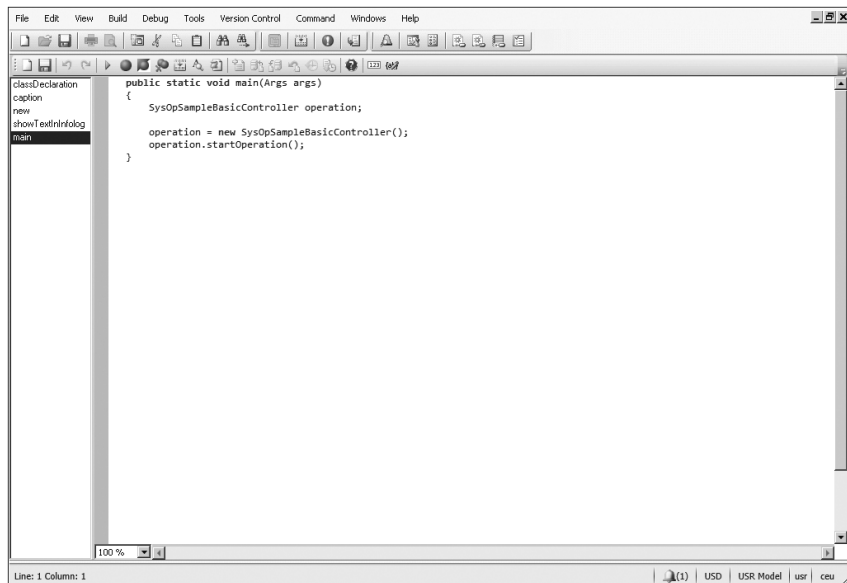 File Edit View Build Debug Tools Version Control Command Windows Help
classDeclaration
caption
new
showTextInInfolog
main
public static void main(Args args)
{
    SysOpSampleBasicController operation;

    operation = new SysOpSampleBasicController();
    operation.startOperation();
}
100 %
Line: 1 Column: 1
(1) USD USR Model usr ceu